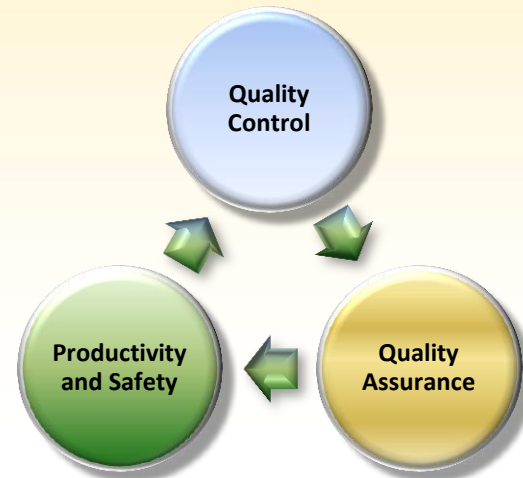 Quality
Control
Productivity
and Safety
Quality
Assurance